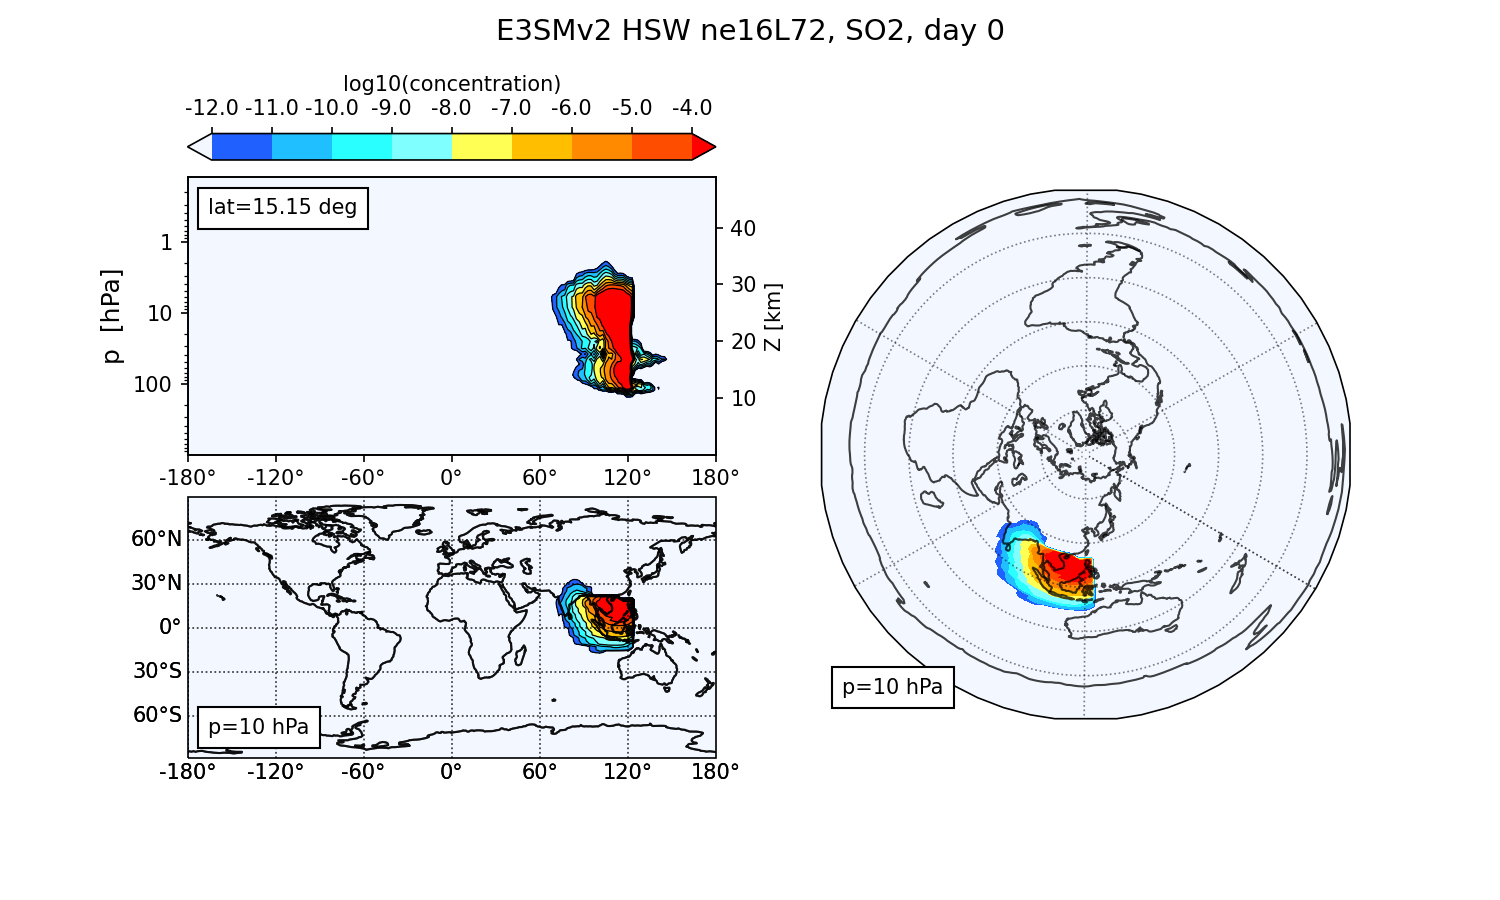 E3SMv2 HSW ne16L72, SO2, day 0
log10(concentration)
-12.0 -11.0 -10.0 -9.0 -8.0 -7.0 -6.0 -5.0 -4.0
lat=15.15 deg
p [hPa]
1
10
100
40
30
20
10
Z [km]
-180° -120° -60° 0° 60° 120° 180°
60°N
30°N
0°
30°S
60°S
p=10 hPa
-180° -120° -60° 0° 60° 120° 180°
p=10 hPa